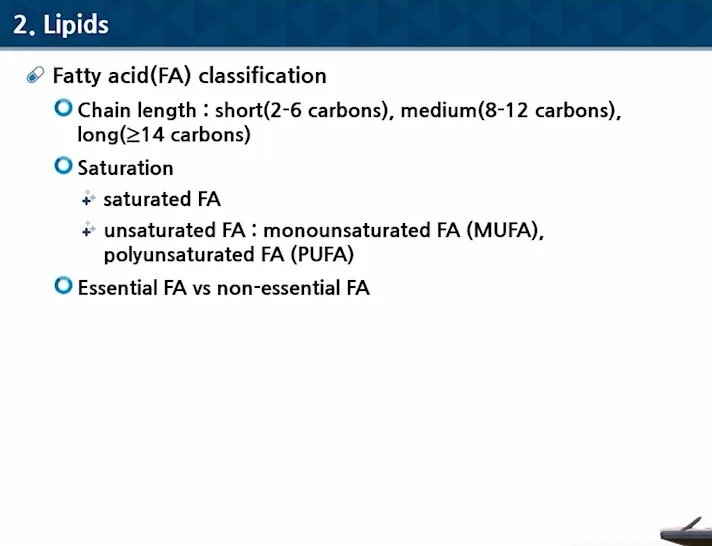 2. Lipids
Fatty acid(FA) classification
Chain length : short(2-6 carbons), medium(8-12 carbons),
long(≥14 carbons)
Saturation
saturated FA
unsaturated FA : monounsaturated FA (MUFA),
polyunsaturated FA (PUFA)
Essential FA vs non-essential FA